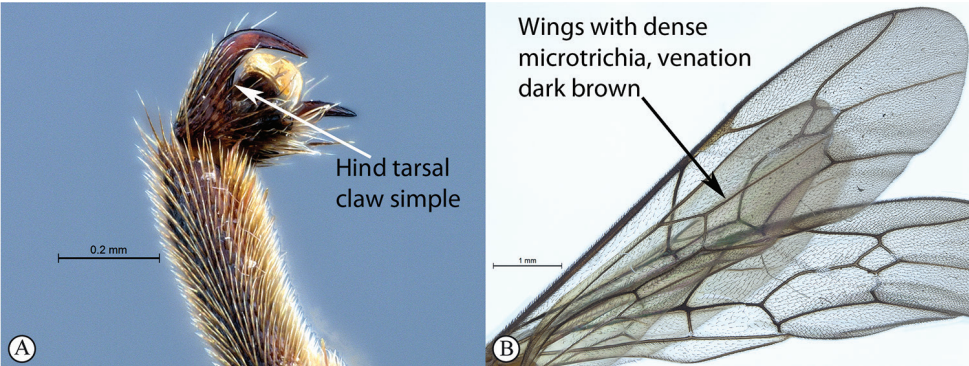 Hind tarsal
claw simple
0.2 mm
A
Wings with dense
microtrichia, venation
dark brown
1 mm
B